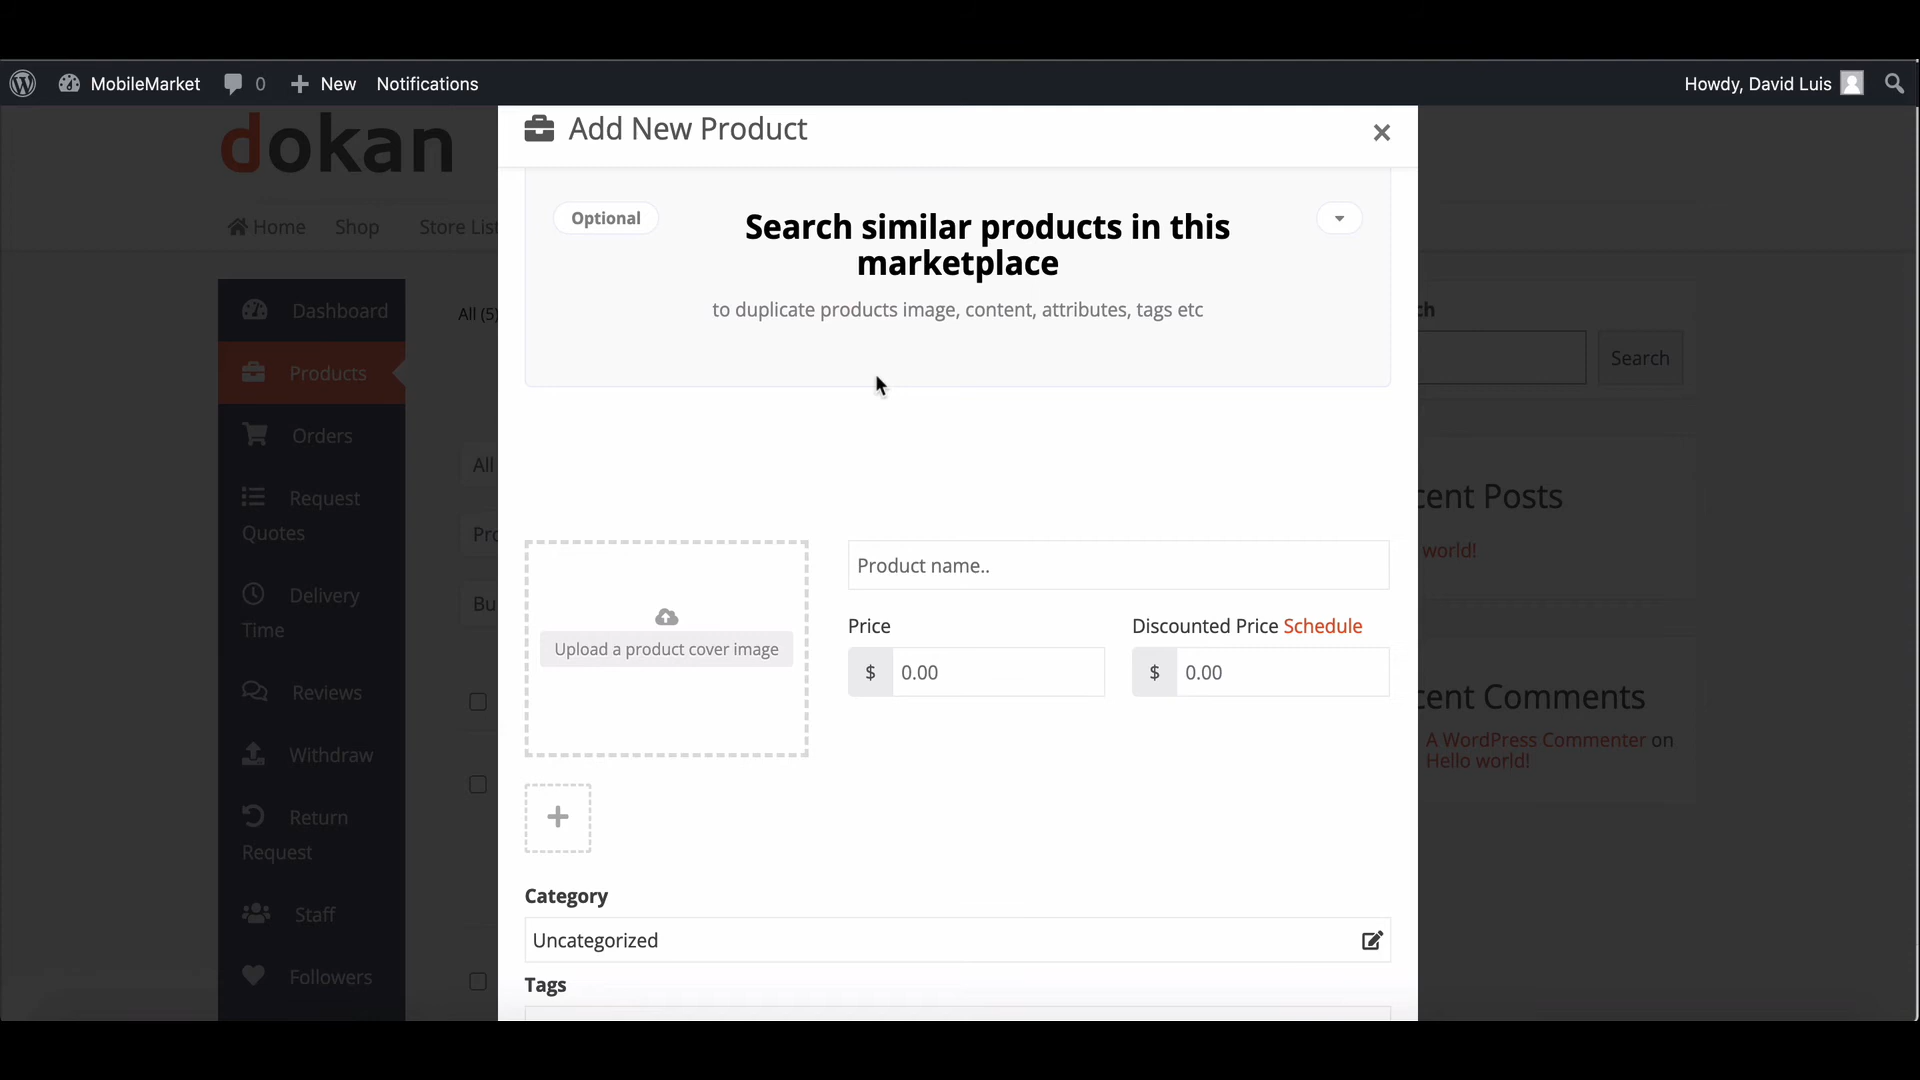 MobileMarket
0
New
Notifications
Howdy, David Luis
dokan
Home
Shop
Store List
Dashboard
Products
Orders
Request
Quotes
Delivery
Time
Reviews
Withdraw
Return
Request
Staff
Followers
All (5)
All
Pro
Bu
Add New Product
×
Optional
Search similar products in this
marketplace
to duplicate products image, content, attributes, tags etc
Upload a product cover image
Product name..
Price
$
0.00
Discounted Price Schedule
$
0.00
Category
Uncategorized
Tags
ch
Search
cent Posts
world!
cent Comments
A WordPress Commenter on
Hello world!